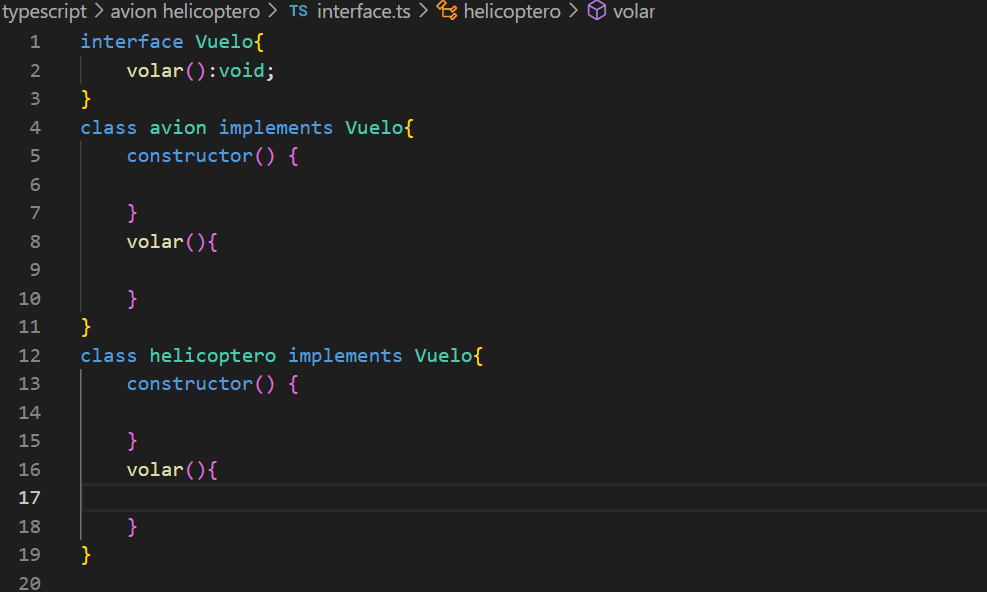 typescript > avion helicoptero > TS interface.ts > helicoptero > volar
1 interface Vuelo{
2 volar():void;
3 }
4 class avion implements Vuelo{
5 constructor() {
6
7 }
8 volar(){
9
10 }
11 }
12 class helicoptero implements Vuelo{
13 constructor() {
14
15 }
16 volar(){
17
18 }
19 }
20